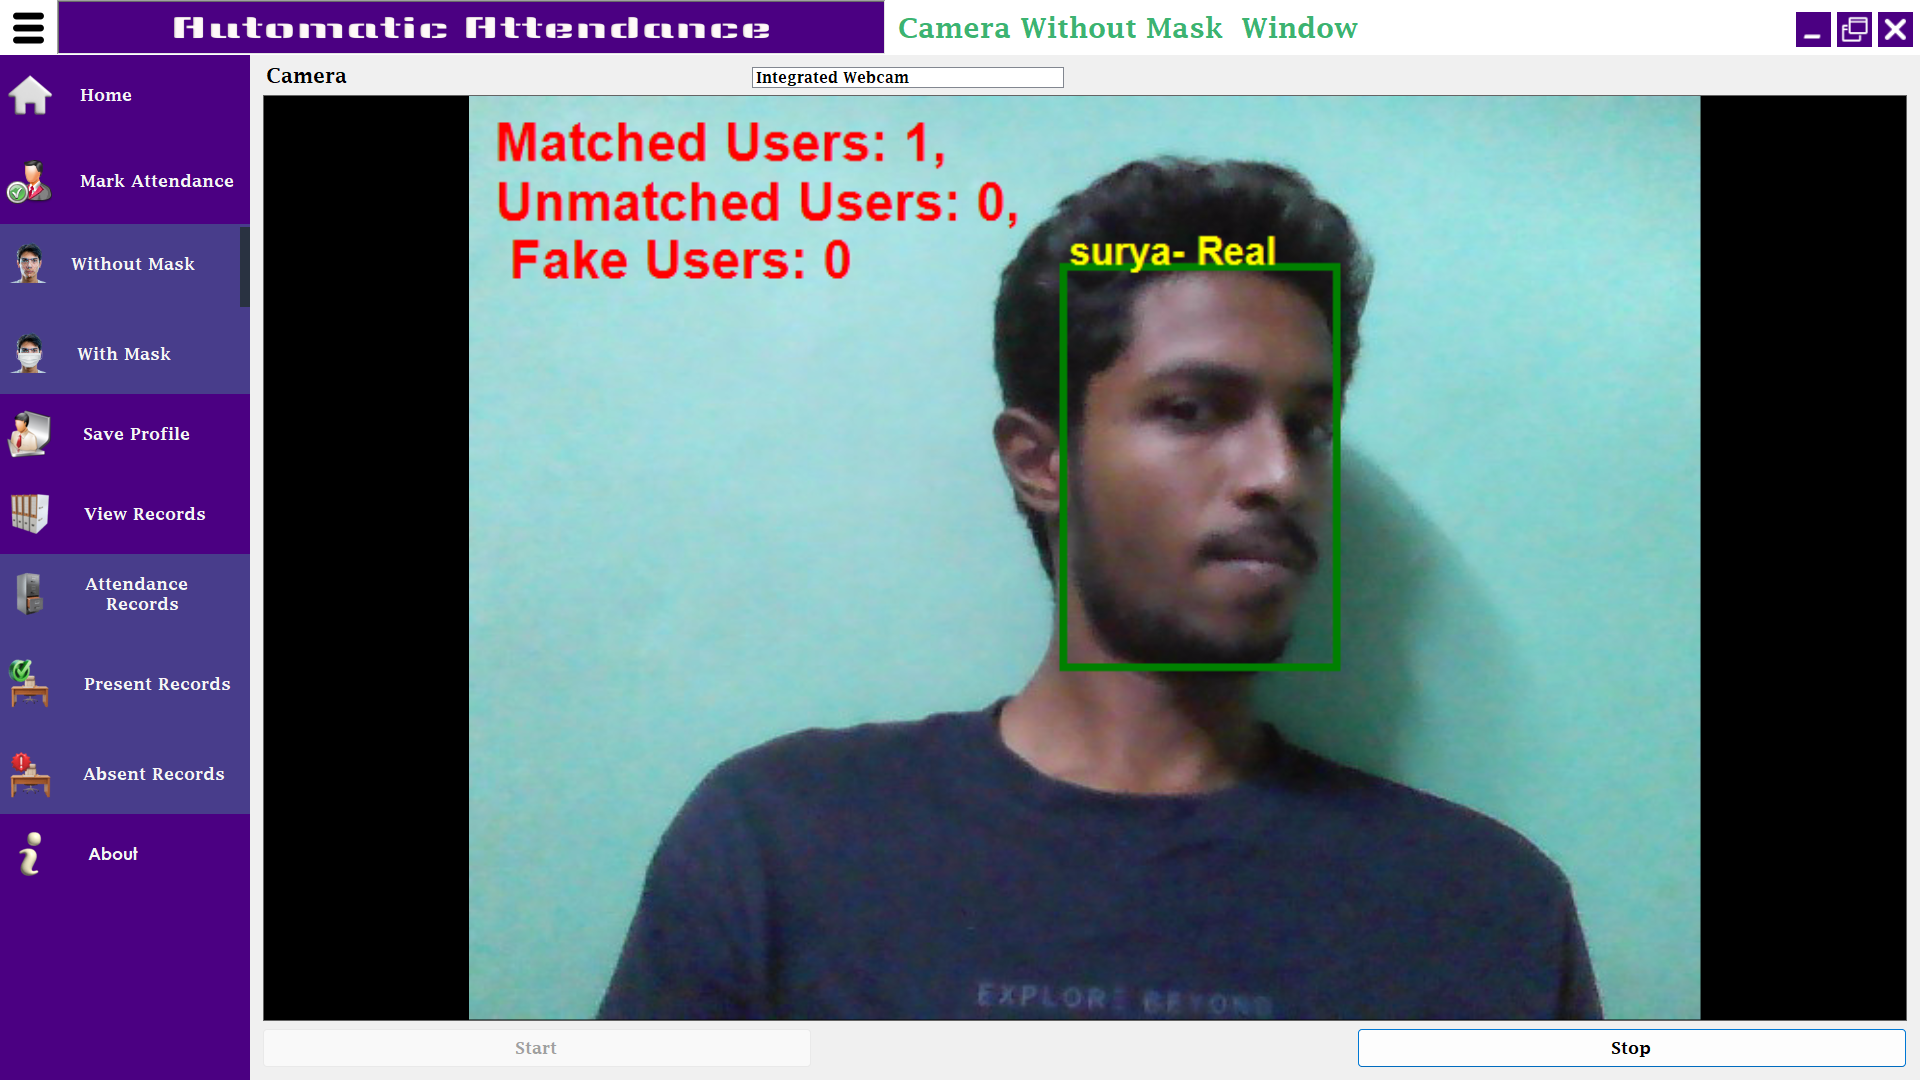 Automatic Attendance
Camera Without Mask  Window
Home
Mark Attendance
Without Mask
With Mask
Save Profile
View Records
Attendance
Records
Present Records
Absent Records
About
Camera
Integrated Webcam
Matched Users: 1,
Unmatched Users: 0,
Fake Users: 0
surya- Real
EXPLORE BEYOND
Start
Stop